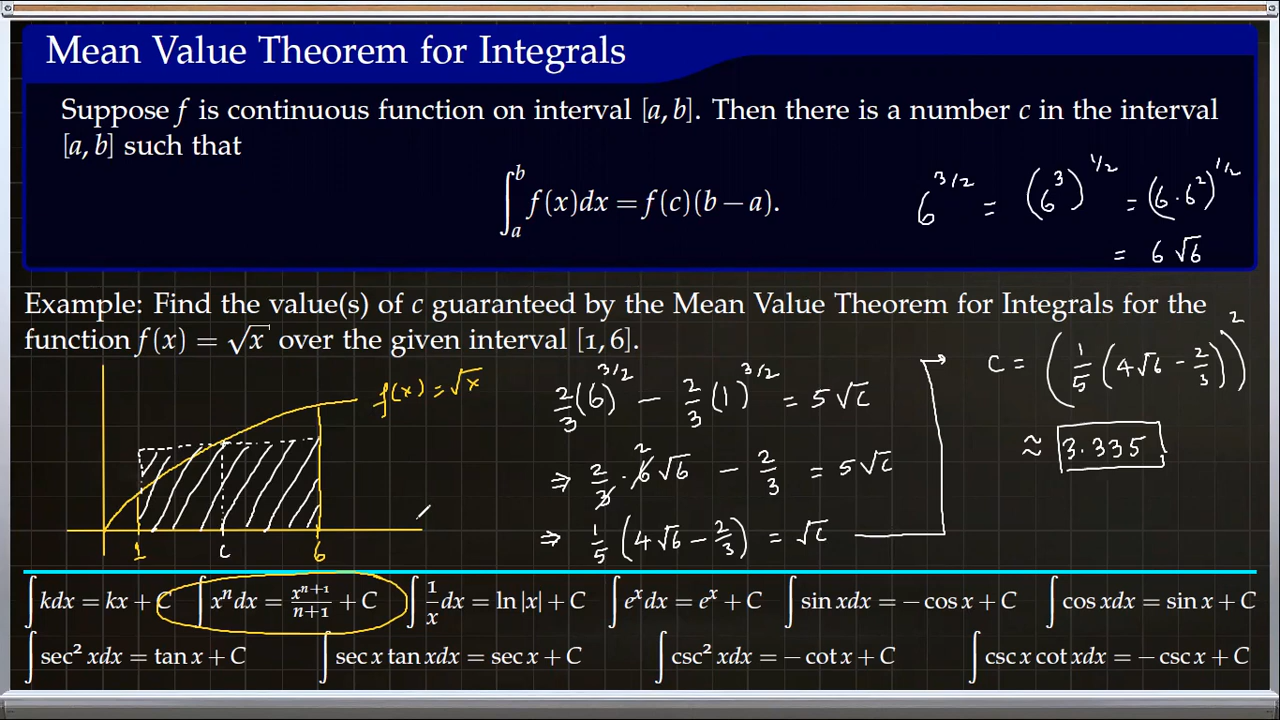 Mean Value Theorem for Integrals
Suppose f is continuous function on interval [a, b]. Then there is a number c in the interval
[a, b] such that
∫_a^b f(x)dx = f(c)(b − a).
6^{3/2} = (6^3)^{1/2} = (6·6^2)^{1/2}
= 6√6
Example: Find the value(s) of c guaranteed by the Mean Value Theorem for Integrals for the
function f(x) = √x over the given interval [1, 6].
f(x) = √x
1 c 6
2/3 (6)^{3/2} − 2/3 (1)^{3/2} = 5√c
⇒ 2/3 · 6 2 √6 − 2/3 = 5√c
⇒ 1/5 (4√6 − 2/3) = √c
c = (1/5 (4√6 − 2/3))^2
≈ 3.335
∫ kdx = kx + C ∫ x^n dx = x^{n+1}/(n+1) + C ∫ 1/x dx = ln |x| + C ∫ e^x dx = e^x + C ∫ sin xdx = − cos x + C ∫ cos xdx = sin x + C
∫ sec² xdx = tan x + C ∫ sec x tan xdx = sec x + C ∫ csc² xdx = − cot x + C ∫ csc x cot xdx = − csc x + C